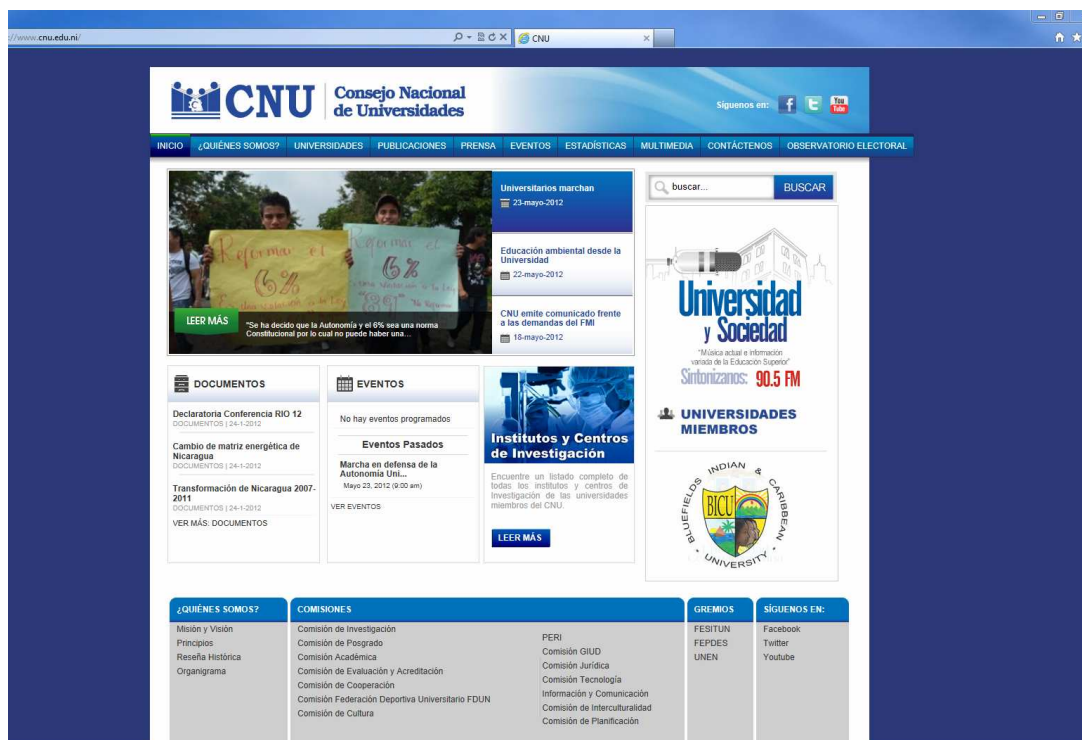 //www.cnu.edu.ni/
CNU
CNU
Consejo Nacional
de Universidades
Síguenos en:
You
Tube
INICIO
¿QUIÉNES SOMOS?
UNIVERSIDADES
PUBLICACIONES
PRENSA
EVENTOS
ESTADÍSTICAS
MULTIMEDIA
CONTÁCTENOS
OBSERVATORIO ELECTORAL
Reformar el
6%
Reformar el
6%
LEER MÁS
"Se ha decido que la Autonomía y el 6% sea una norma
Constitucional por lo cual no puede haber una...
Universitarios marchan
23-mayo-2012
Educación ambiental desde la
Universidad
22-mayo-2012
CNU emite comunicado frente
a las demandas del FMI
18-mayo-2012
buscar...
BUSCAR
Universidad
y Sociedad
"Música actual e información
variada de la Educación Superior"
Sintonizanos: 90.5 FM
UNIVERSIDADES
MIEMBROS
BLUEFIELDS INDIAN & CARIBBEAN
UNIVERSITY
BICU
DOCUMENTOS
Declaratoria Conferencia RIO 12
DOCUMENTOS | 24-1-2012
Cambio de matriz energética de
Nicaragua
DOCUMENTOS | 24-1-2012
Transformación de Nicaragua 2007-
2011
DOCUMENTOS | 24-1-2012
VER MÁS: DOCUMENTOS
EVENTOS
No hay eventos programados
Eventos Pasados
Marcha en defensa de la
Autonomía Uni...
Mayo 23, 2012 (9:00 am)
VER EVENTOS
Institutos y Centros
de Investigación
Encuentre un listado completo de
todas los institutos y centros de
Investigación de las universidades
miembros del CNU.
LEER MÁS
¿QUIÉNES SOMOS?
Misión y Visión
Principios
Reseña Histórica
Organigrama
COMISIONES
Comisión de Investigación
Comisión de Posgrado
Comisión Académica
Comisión de Evaluación y Acreditación
Comisión de Cooperación
Comisión Federación Deportiva Universitario FDUN
Comisión de Cultura
PERI
Comisión GIUD
Comisión Jurídica
Comisión Tecnología
Información y Comunicación
Comisión de Interculturalidad
Comisión de Planificación
GREMIOS
FESITUN
FEPDES
UNEN
SÍGUENOS EN:
Facebook
Twitter
Youtube